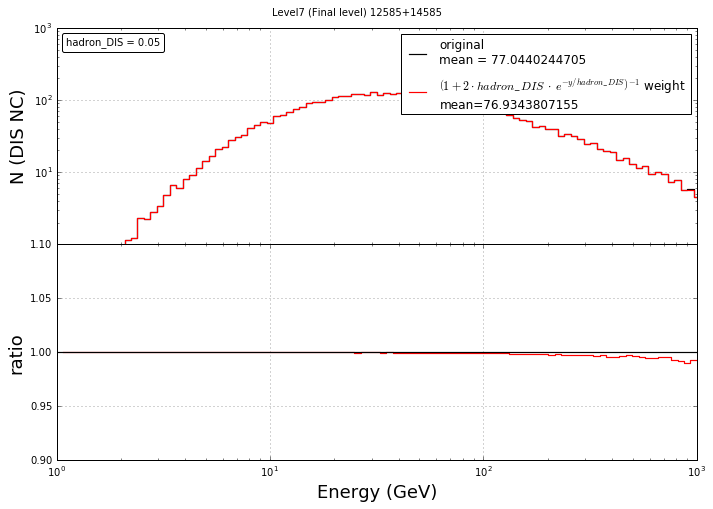 Level7 (Final level) 12585+14585
hadron_DIS = 0.05
original
mean = 77.0440244705
(1 + 2 · hadron_DIS · e^{−y/hadron_DIS})^{−1} weight
mean=76.9343807155
N (DIS NC)
10^3
10^2
10^1
1.10
1.05
1.00
0.95
0.90
ratio
10^0 10^1 10^2 10^3
Energy (GeV)